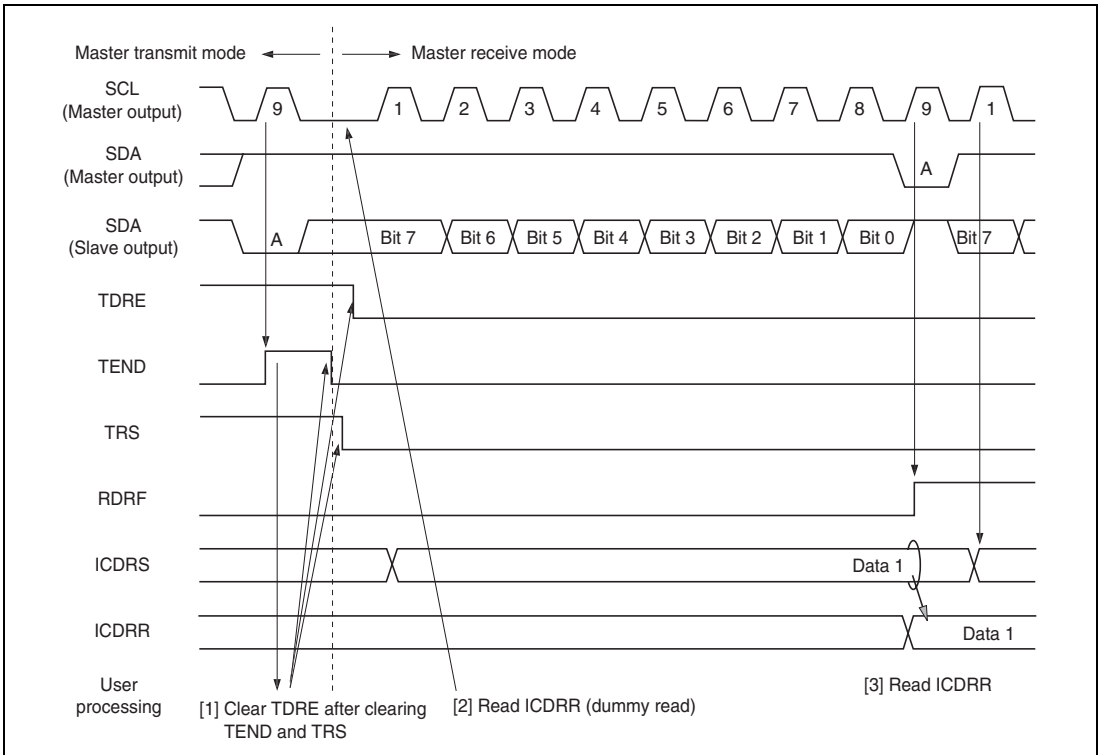 Master transmit mode
Master receive mode
SCL
(Master output)
9
1
2
3
4
5
6
7
8
9
1
SDA
(Master output)
A
SDA
(Slave output)
A
Bit 7
Bit 6
Bit 5
Bit 4
Bit 3
Bit 2
Bit 1
Bit 0
Bit 7
TDRE
TEND
TRS
RDRF
ICDRS
Data 1
ICDRR
Data 1
User
processing
[1] Clear TDRE after clearing
TEND and TRS
[2] Read ICDRR (dummy read)
[3] Read ICDRR